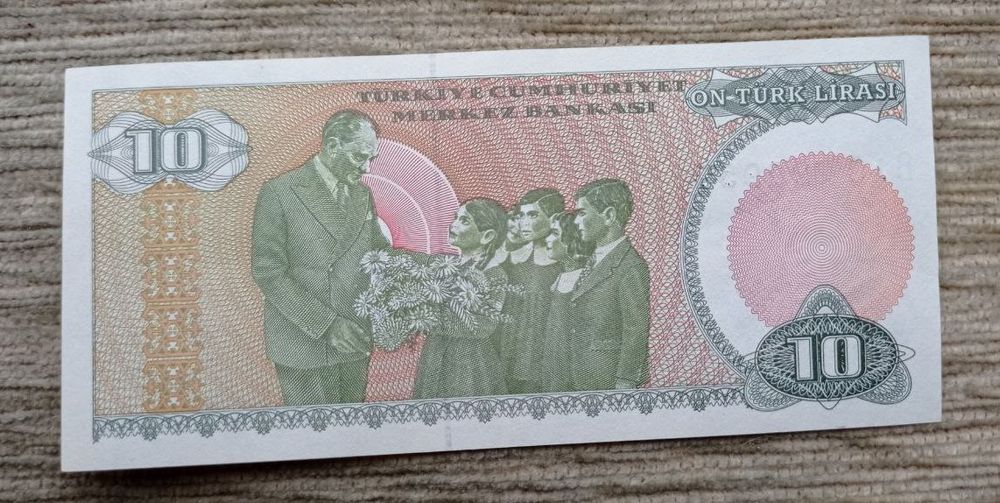 TÜRKİYE CUMHURİYET
MERKEZ BANKASI
ON-TÜRK LİRASI
10
10